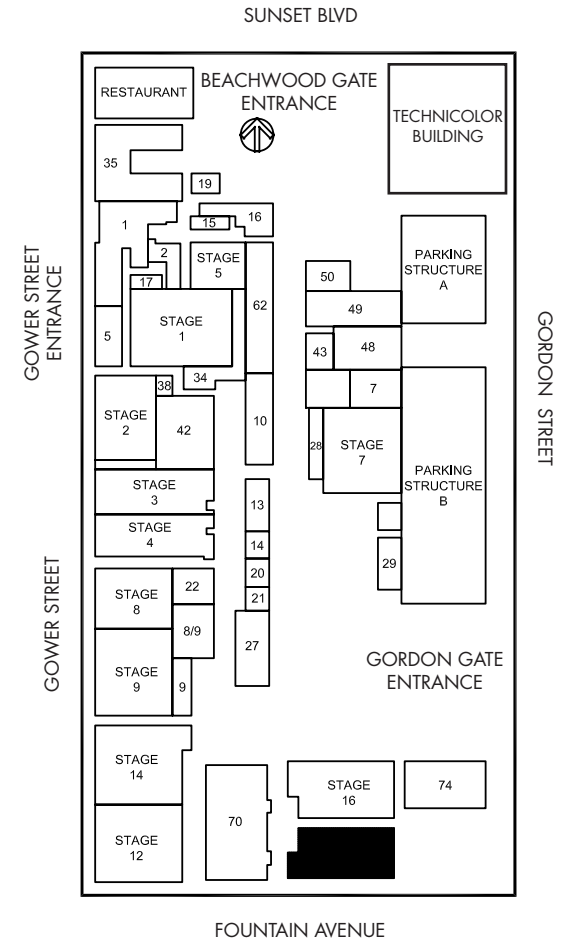 SUNSET BLVD
RESTAURANT
BEACHWOOD GATE
ENTRANCE
TECHNICOLOR
BUILDING
35
19
16
15
1
2
STAGE
5
PARKING
STRUCTURE
A
50
17
62
49
STAGE
1
5
GOWER STREET
ENTRANCE
GORDON STREET
43
48
34
38
7
STAGE
2
42
10
28
STAGE
7
PARKING
STRUCTURE
B
STAGE
3
13
STAGE
4
14
29
20
22
STAGE
8
21
8/9
GOWER STREET
27
STAGE
9
9
GORDON GATE
ENTRANCE
STAGE
14
STAGE
16
74
70
STAGE
12
FOUNTAIN AVENUE